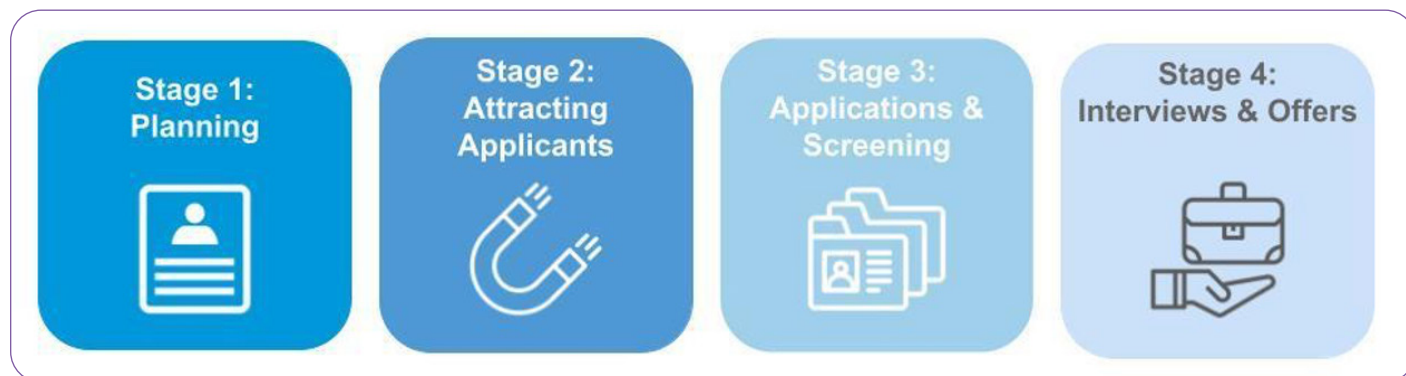 Stage 1:
Planning
Stage 2:
Attracting
Applicants
Stage 3:
Applications &
Screening
Stage 4:
Interviews & Offers